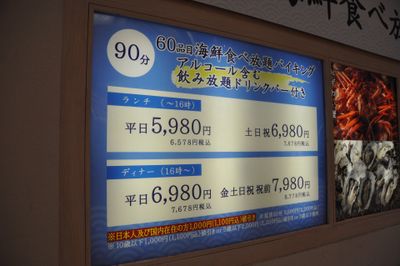 海鮮食べ放
90分
60品目海鮮食べ放題バイキング
アルコール含む
飲み放題ドリンクバー付き
ランチ（～16時）
平日5,980円
6,578円税込
土日祝6,980円
7,678円税込
ディナー（16時～）
平日6,980円
7,678円税込
金土日祝 祝前7,980円
8,778円税込
※日本人及び国内在住の方1,000円(1,100円込)値引き